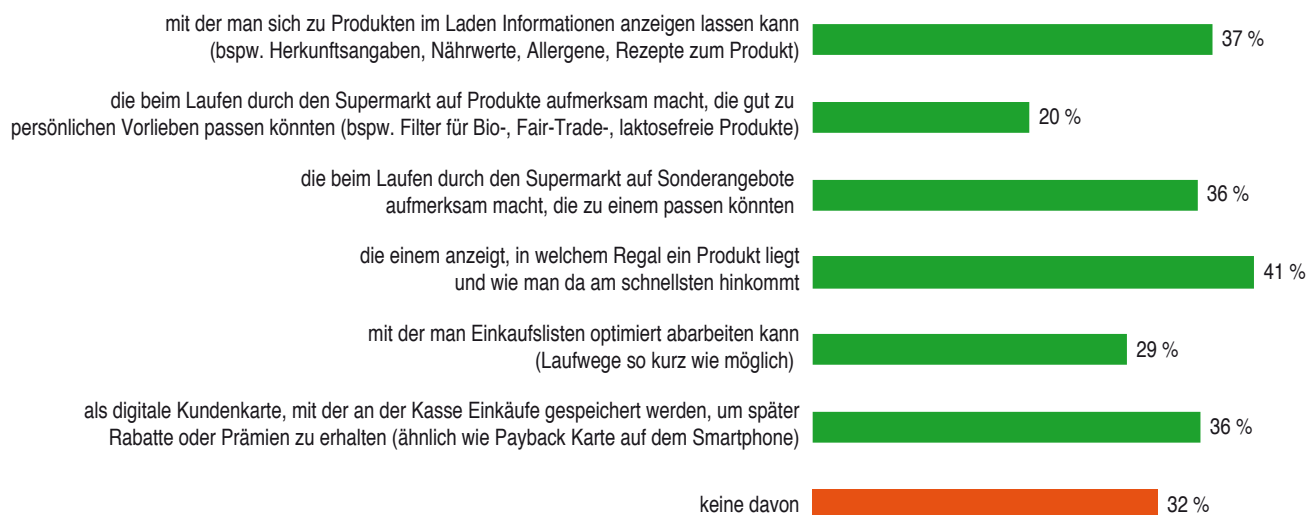 mit der man sich zu Produkten im Laden Informationen anzeigen lassen kann
(bspw. Herkunftsangaben, Nährwerte, Allergene, Rezepte zum Produkt)
37 %
die beim Laufen durch den Supermarkt auf Produkte aufmerksam macht, die gut zu
persönlichen Vorlieben passen könnten (bspw. Filter für Bio-, Fair-Trade-, laktosefreie Produkte)
20 %
die beim Laufen durch den Supermarkt auf Sonderangebote
aufmerksam macht, die zu einem passen könnten
36 %
die einem anzeigt, in welchem Regal ein Produkt liegt
und wie man da am schnellsten hinkommt
41 %
mit der man Einkaufslisten optimiert abarbeiten kann
(Laufwege so kurz wie möglich)
29 %
als digitale Kundenkarte, mit der an der Kasse Einkäufe gespeichert werden, um später
Rabatte oder Prämien zu erhalten (ähnlich wie Payback Karte auf dem Smartphone)
36 %
keine davon
32 %